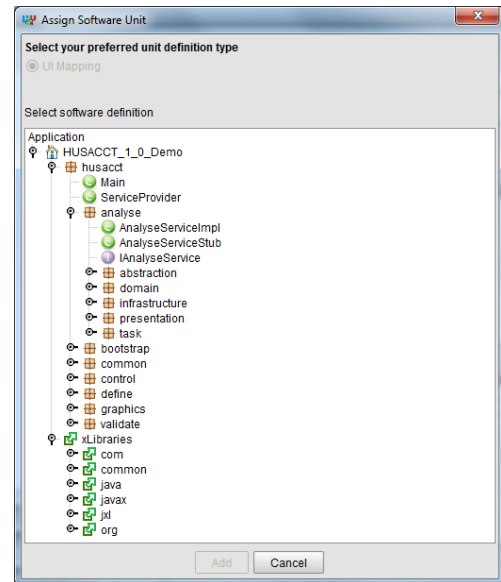 Assign Software Unit
Select your preferred unit definition type
UI Mapping
Select software definition
Application
HUSACCT_1_0_Demo
husacct
Main
ServiceProvider
analyse
AnalyseServiceImpl
AnalyseServiceStub
IAnalyseService
abstraction
domain
infrastructure
presentation
task
bootstrap
common
control
define
graphics
validate
xLibraries
com
common
java
javax
jxl
org
Add Cancel